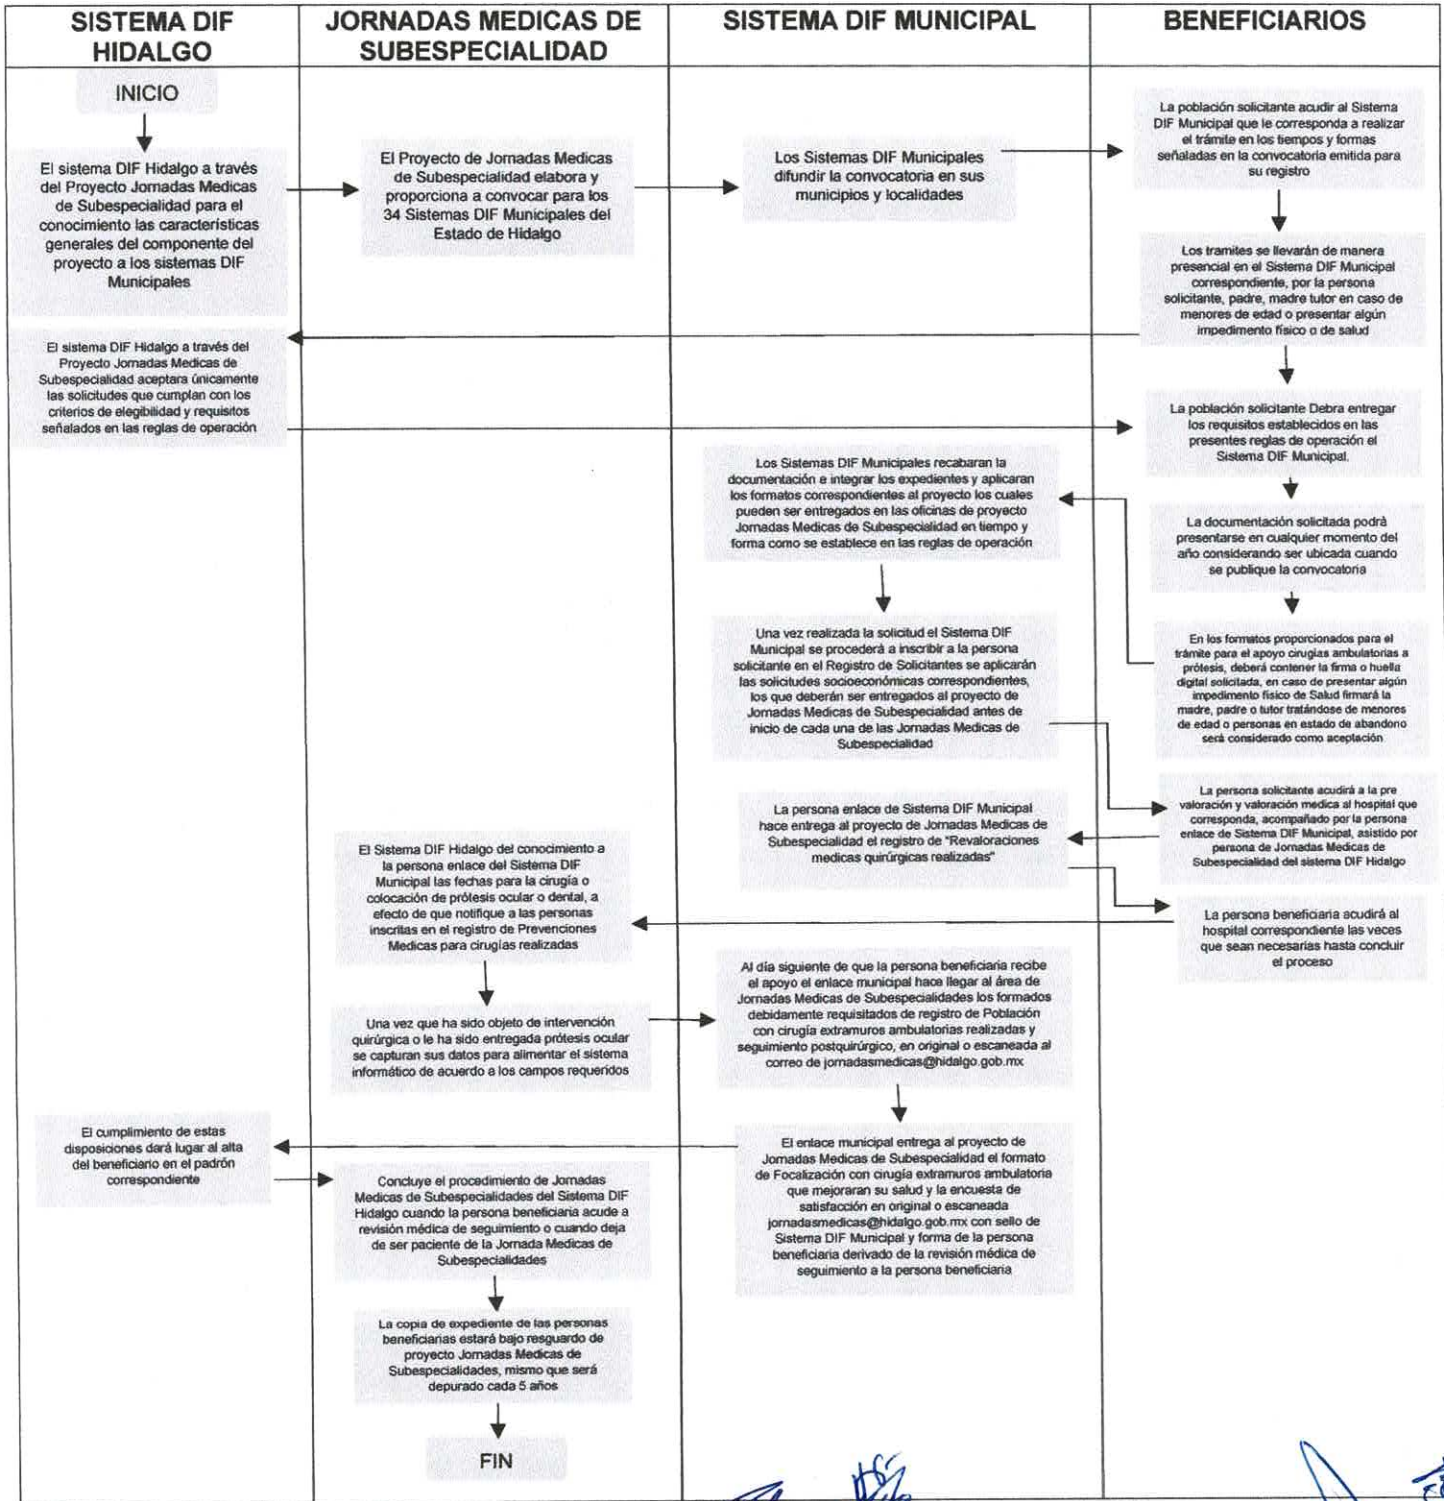 SISTEMA DIF
HIDALGO
JORNADAS MEDICAS DE
SUBESPECIALIDAD
SISTEMA DIF MUNICIPAL
BENEFICIARIOS
INICIO
El sistema DIF Hidalgo a través
del Proyecto Jornadas Medicas
de Subespecialidad para el
conocimiento las características
generales del componente del
proyecto a los sistemas DIF
Municipales
El Proyecto de Jornadas Medicas
de Subespecialidad elabora y
proporciona a convocar para los
34 Sistemas DIF Municipales del
Estado de Hidalgo
Los Sistemas DIF Municipales
difundir la convocatoria en sus
municipios y localidades
La población solicitante acudir al Sistema
DIF Municipal que le corresponda a realizar
el trámite en los tiempos y formas
señaladas en la convocatoria emitida para
su registro
Los tramites se llevarán de manera
presencial en el Sistema DIF Municipal
correspondiente, por la persona
solicitante, padre, madre tutor en caso de
menores de edad o presentar algún
impedimento físico o de salud
El sistema DIF Hidalgo a través del
Proyecto Jornadas Medicas de
Subespecialidad aceptara únicamente
las solicitudes que cumplan con los
criterios de elegibilidad y requisitos
señalados en las reglas de operación
La población solicitante Debra entregar
los requisitos establecidos en las
presentes reglas de operación el
Sistema DIF Municipal.
Los Sistemas DIF Municipales recabaran la
documentación e integrar los expedientes y aplicaran
los formatos correspondientes al proyecto los cuales
pueden ser entregados en las oficinas de proyecto
Jornadas Medicas de Subespecialidad en tiempo y
forma como se establece en las reglas de operación
La documentación solicitada podrá
presentarse en cualquier momento del
año considerando ser ubicada cuando
se publique la convocatoria
Una vez realizada la solicitud el Sistema DIF
Municipal se procederá a inscribir a la persona
solicitante en el Registro de Solicitantes se aplicarán
las solicitudes socioeconómicas correspondientes,
los que deberán ser entregados al proyecto de
Jornadas Medicas de Subespecialidad antes de
inicio de cada una de las Jornadas Medicas de
Subespecialidad
En los formatos proporcionados para el
trámite para el apoyo cirugías ambulatorias a
prótesis, deberá contener la firma o huella
digital solicitada, en caso de presentar algún
impedimento físico de Salud firmará la
madre, padre o tutor tratándose de menores
de edad o personas en estado de abandono
será considerado como aceptación
La persona solicitante acudirá a la pre
valoración y valoración medica al hospital que
corresponda, acompañado por la persona
enlace de Sistema DIF Municipal, asistido por
persona de Jornadas Medicas de
Subespecialidad del sistema DIF Hidalgo
La persona enlace de Sistema DIF Municipal
hace entrega al proyecto de Jornadas Medicas de
Subespecialidad el registro de "Revaloraciones
medicas quirúrgicas realizadas"
El Sistema DIF Hidalgo del conocimiento a
la persona enlace del Sistema DIF
Municipal las fechas para la cirugía o
colocación de prótesis ocular o dental, a
efecto de que notifique a las personas
inscritas en el registro de Prevenciones
Medicas para cirugías realizadas
La persona beneficiaria acudirá al
hospital correspondiente las veces
que sean necesarias hasta concluir
el proceso
Al día siguiente de que la persona beneficiaria recibe
el apoyo el enlace municipal hace llegar al área de
Jornadas Medicas de Subespecialidades los formados
debidamente requisitados de registro de Población
con cirugía extramuros ambulatorias realizadas y
seguimiento postquirúrgico, en original o escaneada al
correo de jornadasmedicas@hidalgo.gob.mx
Una vez que ha sido objeto de intervención
quirúrgica o le ha sido entregada prótesis ocular
se capturan sus datos para alimentar el sistema
informático de acuerdo a los campos requeridos
El cumplimiento de estas
disposiciones dará lugar al alta
del beneficiario en el padrón
correspondiente
El enlace municipal entrega al proyecto de
Jornadas Medicas de Subespecialidad el formato
de Focalización con cirugía extramuros ambulatoria
que mejoraran su salud y la encuesta de
satisfacción en original o escaneada
jornadasmedicas@hidalgo.gob.mx con sello de
Sistema DIF Municipal y forma de la persona
beneficiaria derivado de la revisión médica de
seguimiento a la persona beneficiaria
Concluye el procedimiento de Jornadas
Medicas de Subespecialidades del Sistema DIF
Hidalgo cuando la persona beneficiaria acude a
revisión médica de seguimiento o cuando deja
de ser paciente de la Jornada Medicas de
Subespecialidades
La copia de expediente de las personas
beneficiarias estará bajo resguardo de
proyecto Jornadas Medicas de
Subespecialidades, mismo que será
depurado cada 5 años
FIN